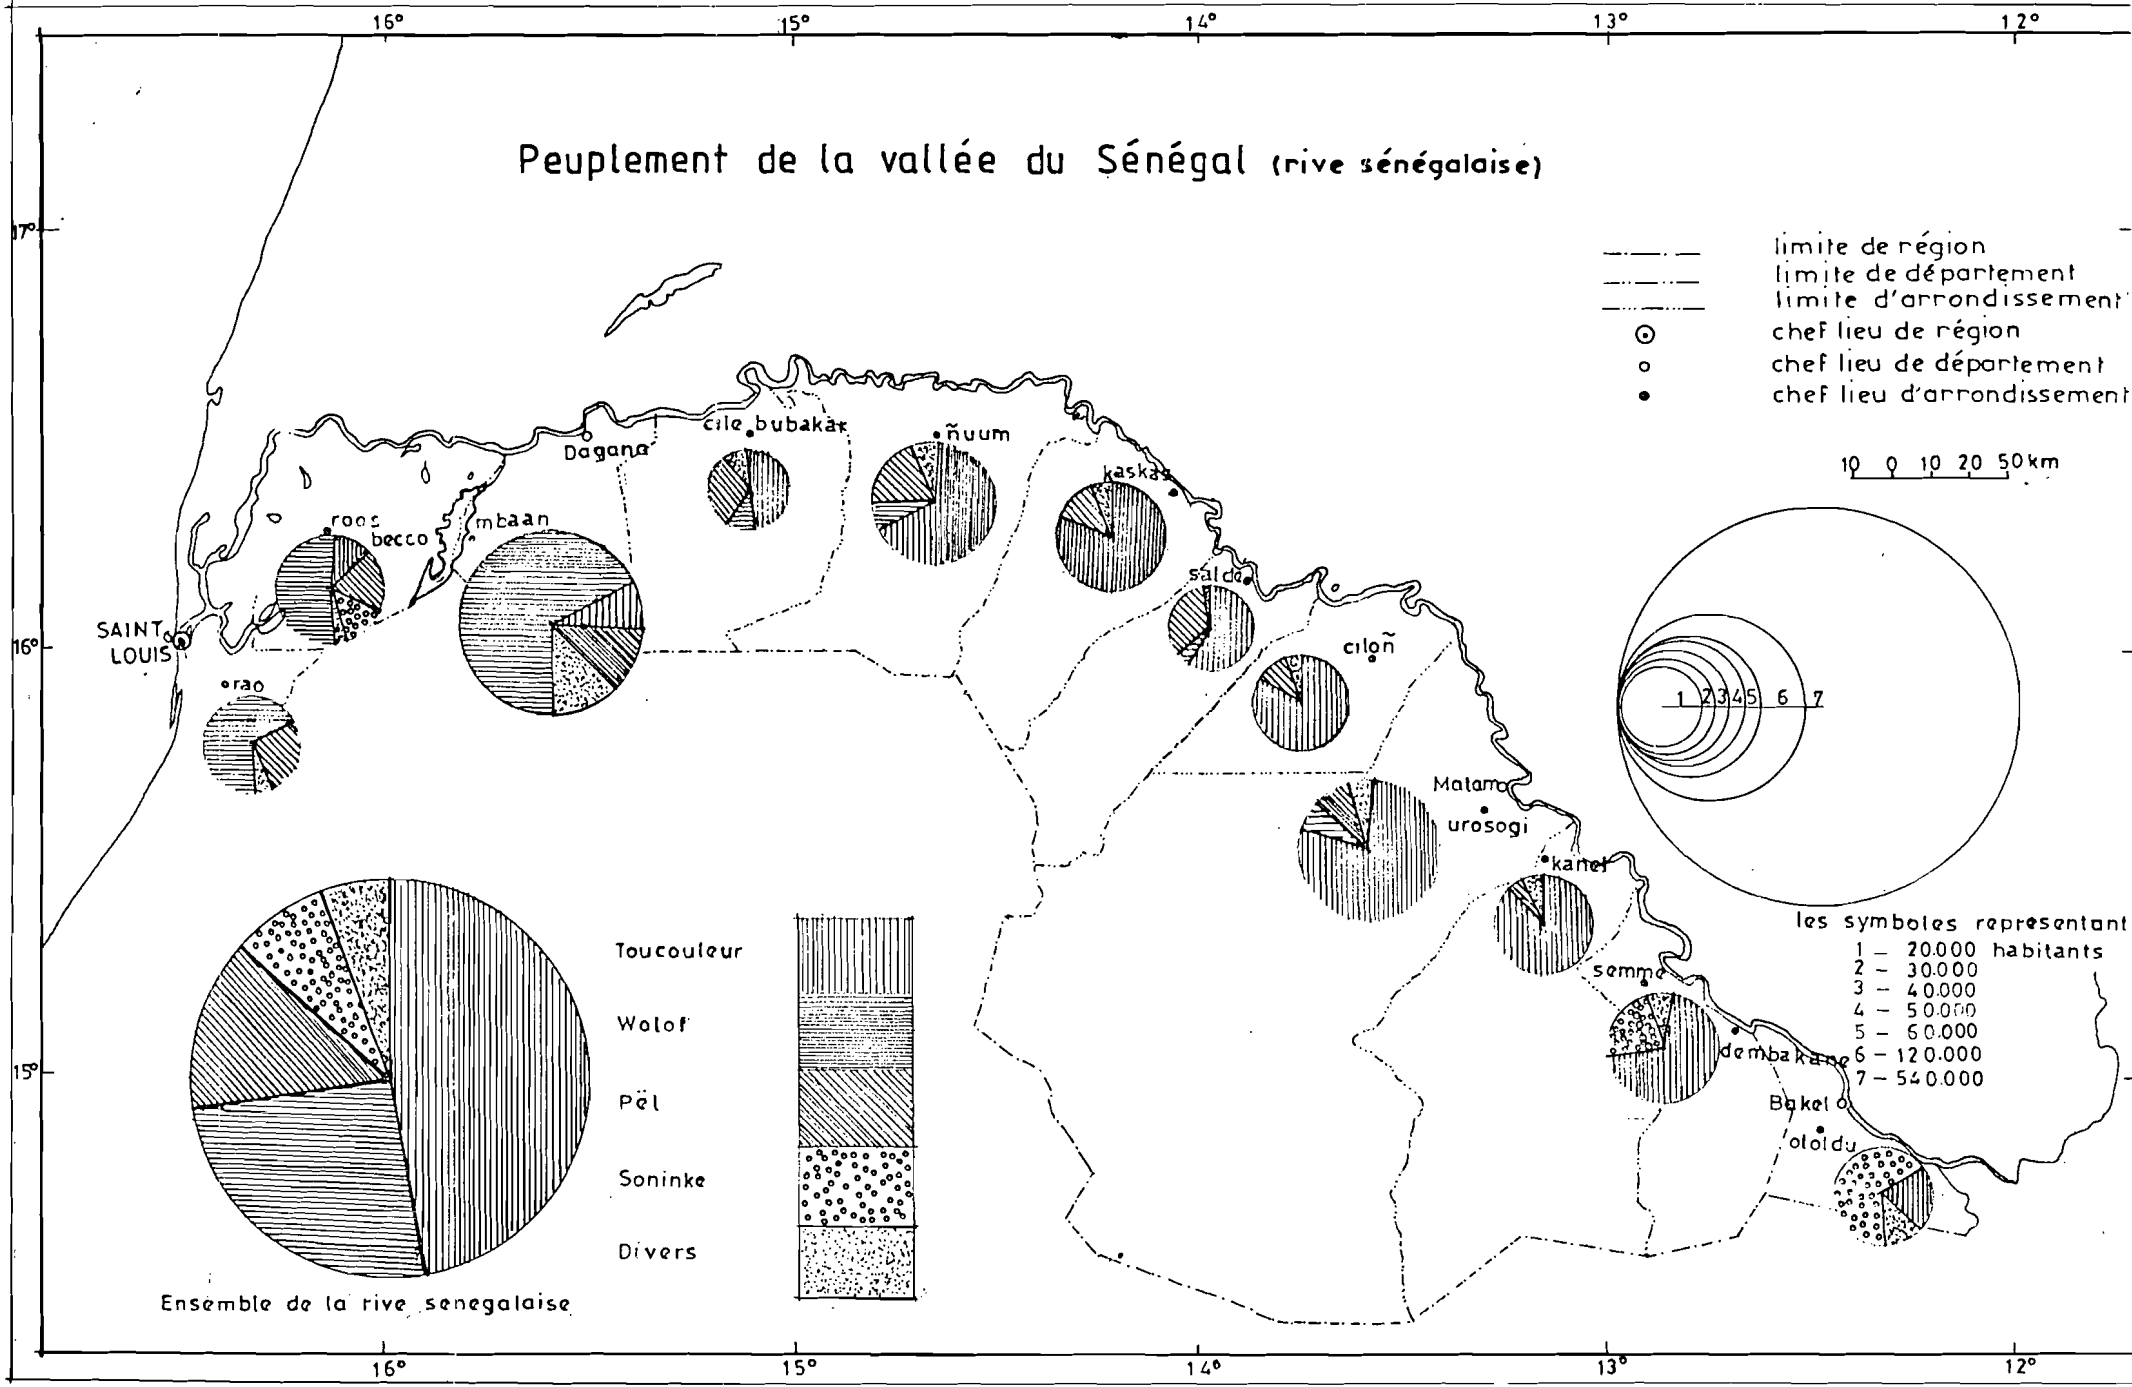 16° 15° 14° 13° 12°
Peuplement de la vallée du Sénégal (rive sénégalaise)
17°
limite de région
limite de département
limite d'arrondissement
chef lieu de région
chef lieu de département
chef lieu d'arrondissement
10 0 10 20 50km
Dagana
cile bubakar
ñuum
kaskas
roos
becco
mbaan
salde
SAINT
LOUIS
16°
rao
ciloñ
1 2 3 4 5 6 7
Matam
urosogi
kanel
semme
dembakane
Bakel
ololdu
les symboles representant
1 – 20.000 habitants
2 – 30.000
3 – 40.000
4 – 50.000
5 – 60.000
6 – 120.000
7 – 540.000
15°
Toucouleur
Wolof
Pël
Soninke
Divers
Ensemble de la rive senegalaise
16° 15° 14° 13° 12°